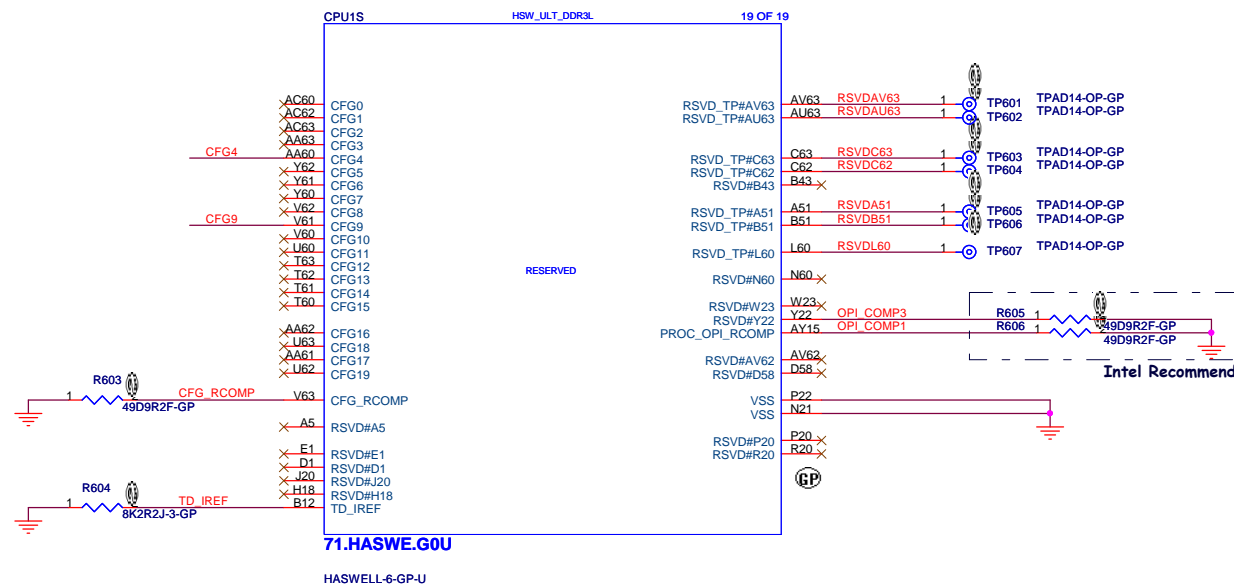 CPU1S HSW_ULT_DDR3L 19 OF 19
AC60 CFG0
AC62 CFG1
AC63 CFG2
AA63 CFG3
CFG4 AA60 CFG4
Y62 CFG5
Y61 CFG6
Y60 CFG7
V62 CFG8
CFG9 V61 CFG9
V60 CFG10
U60 CFG11
T63 CFG12
T62 CFG13
T61 CFG14
T60 CFG15
AA62 CFG16
U63 CFG18
AA61 CFG17
U62 CFG19
R603
1 2 CFG_RCOMP V63 CFG_RCOMP
49D9R2F-GP
A5 RSVD#A5
E1 RSVD#E1
D1 RSVD#D1
J20 RSVD#J20
H18 RSVD#H18
R604
1 2 TD_IREF B12 TD_IREF
8K2R2J-3-GP
RESERVED
RSVD_TP#AV63 AV63 RSVDAV63 1 TP601 TPAD14-OP-GP
RSVD_TP#AU63 AU63 RSVDAU63 1 TP602 TPAD14-OP-GP
RSVD_TP#C63 C63 RSVDC63 1 TP603 TPAD14-OP-GP
RSVD_TP#C62 C62 RSVDC62 1 TP604 TPAD14-OP-GP
RSVD#B43 B43
RSVD_TP#A51 A51 RSVDA51 1 TP605 TPAD14-OP-GP
RSVD_TP#B51 B51 RSVDB51 1 TP606 TPAD14-OP-GP
RSVD_TP#L60 L60 RSVDL60 1 TP607 TPAD14-OP-GP
RSVD#N60 N60
RSVD#W23 W23
RSVD#Y22 Y22 OPI_COMP3 R605 1 2 49D9R2F-GP
PROC_OPI_RCOMP AY15 OPI_COMP1 R606 1 2 49D9R2F-GP
Intel Recommend
RSVD#AV62 AV62
RSVD#D58 D58
VSS P22
VSS N21
RSVD#P20 P20
RSVD#R20 R20
GP
71.HASWE.G0U
HASWELL-6-GP-U